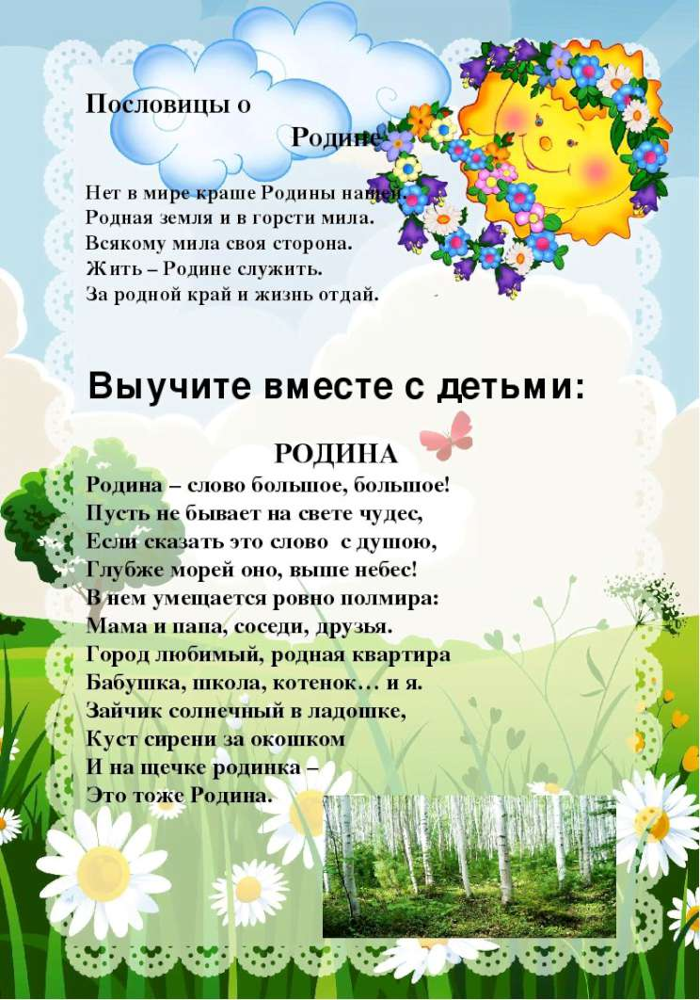 Пословицы о
Родине
Нет в мире краше Родины нашей.
Родная земля и в горсти мила.
Всякому мила своя сторона.
Жить – Родине служить.
За родной край и жизнь отдай.
Выучите вместе с детьми:
РОДИНА
Родина – слово большое, большое!
Пусть не бывает на свете чудес,
Если сказать это слово с душою,
Глубже морей оно, выше небес!
В нем умещается ровно полмира:
Мама и папа, соседи, друзья.
Город любимый, родная квартира
Бабушка, школа, котенок… и я.
Зайчик солнечный в ладошке,
Куст сирени за окошком
И на щечке родинка –
Это тоже Родина.